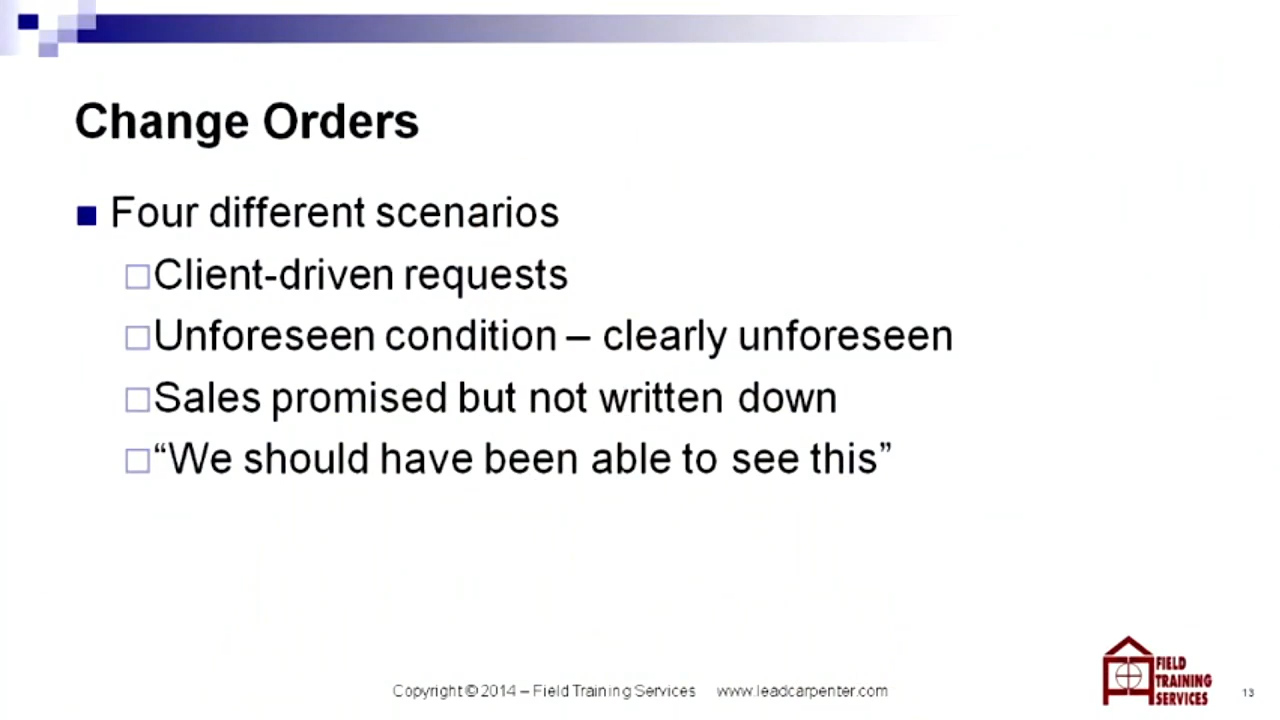 Change Orders
Four different scenarios
Client-driven requests
Unforeseen condition – clearly unforeseen
Sales promised but not written down
“We should have been able to see this”
Copyright © 2014 – Field Training Services www.leadcarpenter.com
FIELD
TRAINING
SERVICES
13